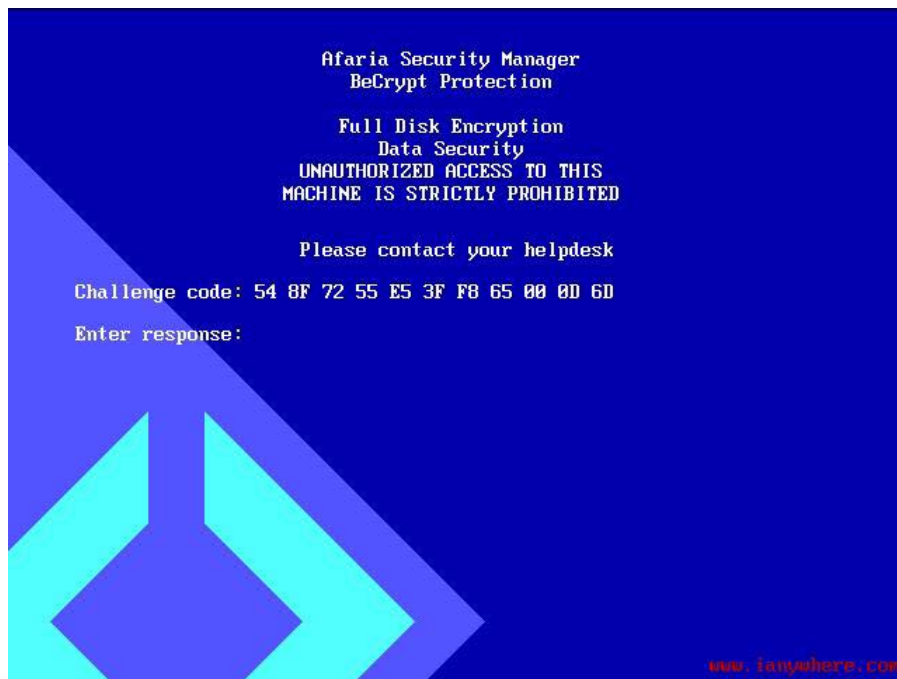 Afaria Security Manager
BeCrypt Protection
Full Disk Encryption
Data Security
UNAUTHORIZED ACCESS TO THIS
MACHINE IS STRICTLY PROHIBITED
Please contact your helpdesk
Challenge code: 54 8F 72 55 E5 3F F8 65 00 0D 6D
Enter response:
www.ianywhere.com